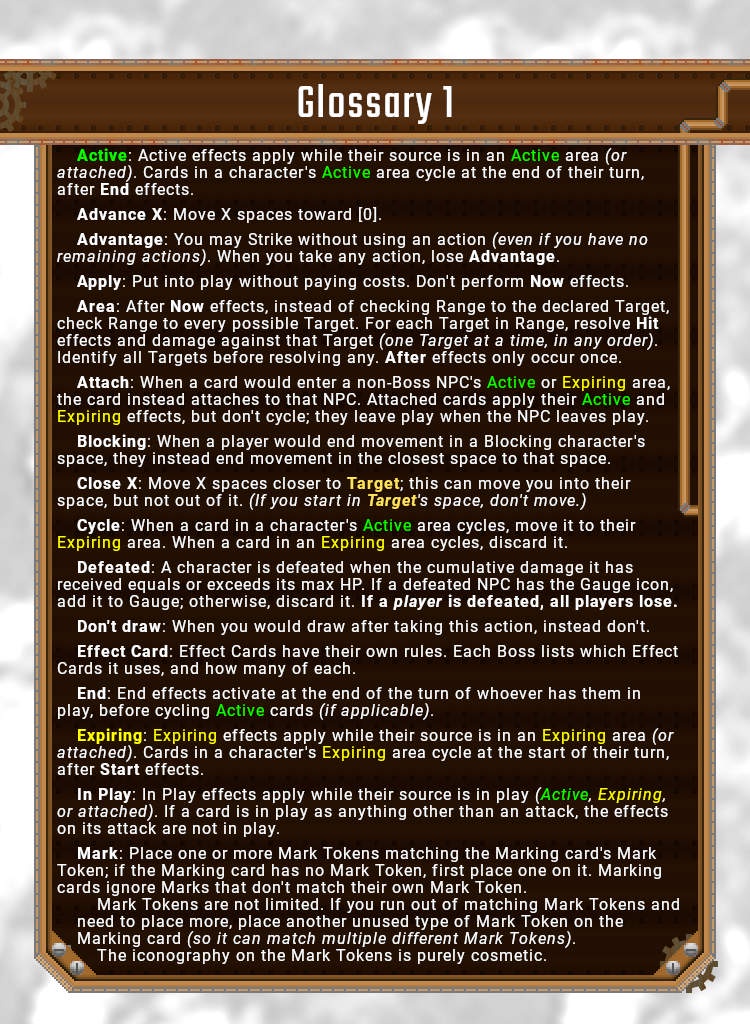 Glossary 1
Active: Active effects apply while their source is in an Active area (or
attached). Cards in a character's Active area cycle at the end of their turn,
after End effects.
Advance X: Move X spaces toward [0].
Advantage: You may Strike without using an action (even if you have no
remaining actions). When you take any action, lose Advantage.
Apply: Put into play without paying costs. Don't perform Now effects.
Area: After Now effects, instead of checking Range to the declared Target,
check Range to every possible Target. For each Target in Range, resolve Hit
effects and damage against that Target (one Target at a time, in any order).
Identify all Targets before resolving any. After effects only occur once.
Attach: When a card would enter a non-Boss NPC's Active or Expiring area,
the card instead attaches to that NPC. Attached cards apply their Active and
Expiring effects, but don't cycle; they leave play when the NPC leaves play.
Blocking: When a player would end movement in a Blocking character's
space, they instead end movement in the closest space to that space.
Close X: Move X spaces closer to Target; this can move you into their
space, but not out of it. (If you start in Target's space, don't move.)
Cycle: When a card in a character's Active area cycles, move it to their
Expiring area. When a card in an Expiring area cycles, discard it.
Defeated: A character is defeated when the cumulative damage it has
received equals or exceeds its max HP. If a defeated NPC has the Gauge icon,
add it to Gauge; otherwise, discard it. If a player is defeated, all players lose.
Don't draw: When you would draw after taking this action, instead don't.
Effect Card: Effect Cards have their own rules. Each Boss lists which Effect
Cards it uses, and how many of each.
End: End effects activate at the end of the turn of whoever has them in
play, before cycling Active cards (if applicable).
Expiring: Expiring effects apply while their source is in an Expiring area (or
attached). Cards in a character's Expiring area cycle at the start of their turn,
after Start effects.
In Play: In Play effects apply while their source is in play (Active, Expiring,
or attached). If a card is in play as anything other than an attack, the effects
on its attack are not in play.
Mark: Place one or more Mark Tokens matching the Marking card's Mark
Token; if the Marking card has no Mark Token, first place one on it. Marking
cards ignore Marks that don't match their own Mark Token.
Mark Tokens are not limited. If you run out of matching Mark Tokens and
need to place more, place another unused type of Mark Token on the
Marking card (so it can match multiple different Mark Tokens).
The iconography on the Mark Tokens is purely cosmetic.